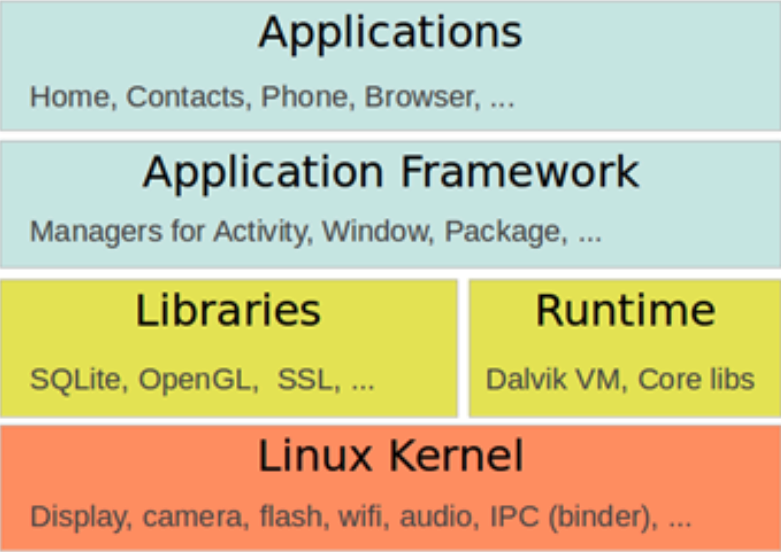 Applications
Home, Contacts, Phone, Browser, ...
Application Framework
Managers for Activity, Window, Package, ...
Libraries
SQLite, OpenGL, SSL, ...
Runtime
Dalvik VM, Core libs
Linux Kernel
Display, camera, flash, wifi, audio, IPC (binder), ...